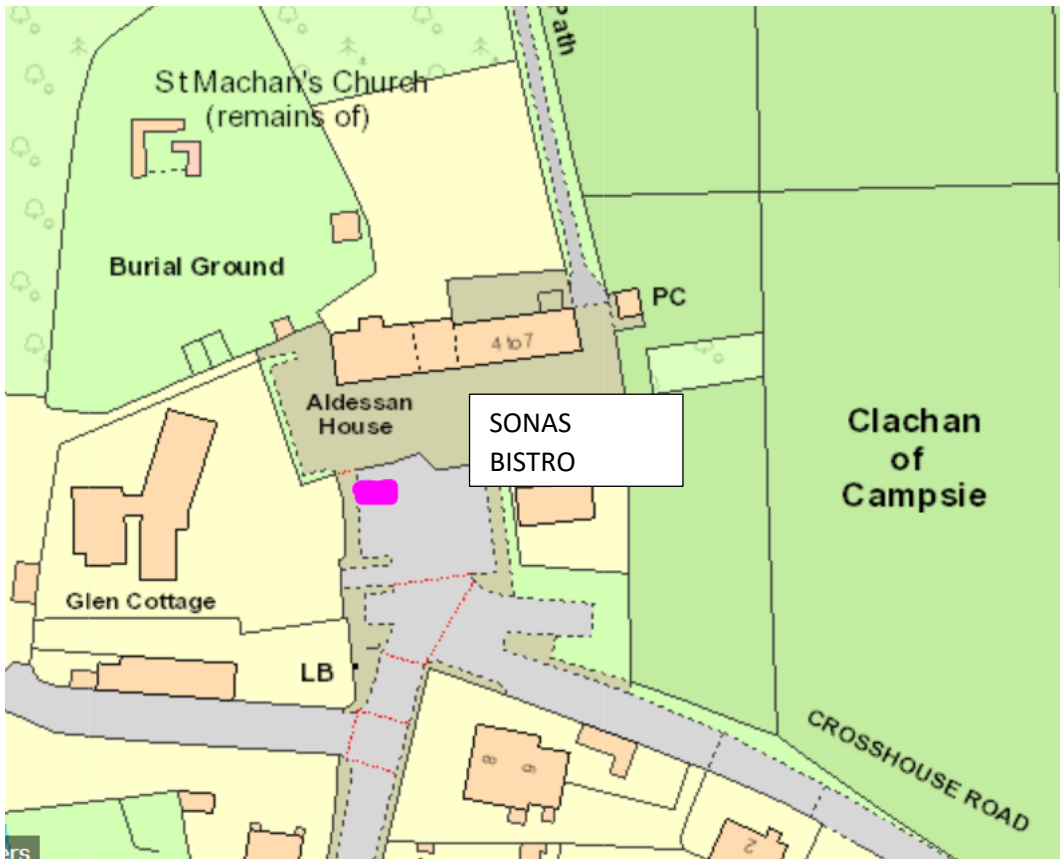 Path
St Machan's Church
(remains of)
Burial Ground
PC
4 to 7
Aldessan
House
SONAS
BISTRO
Clachan
of
Campsie
Glen Cottage
LB
CROSSHOUSE ROAD
8
6
2
ers